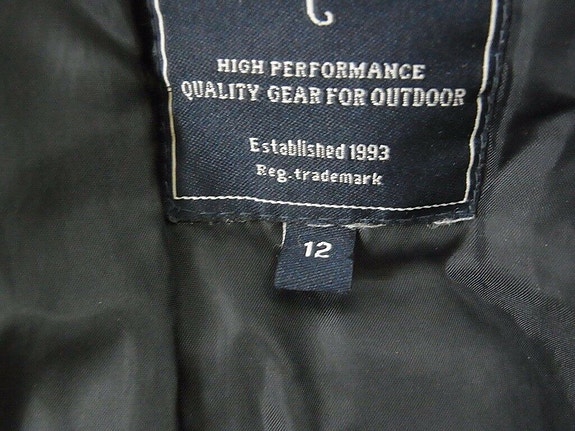 HIGH PERFORMANCE
QUALITY GEAR FOR OUTDOOR
Established 1993
Reg. trademark
12